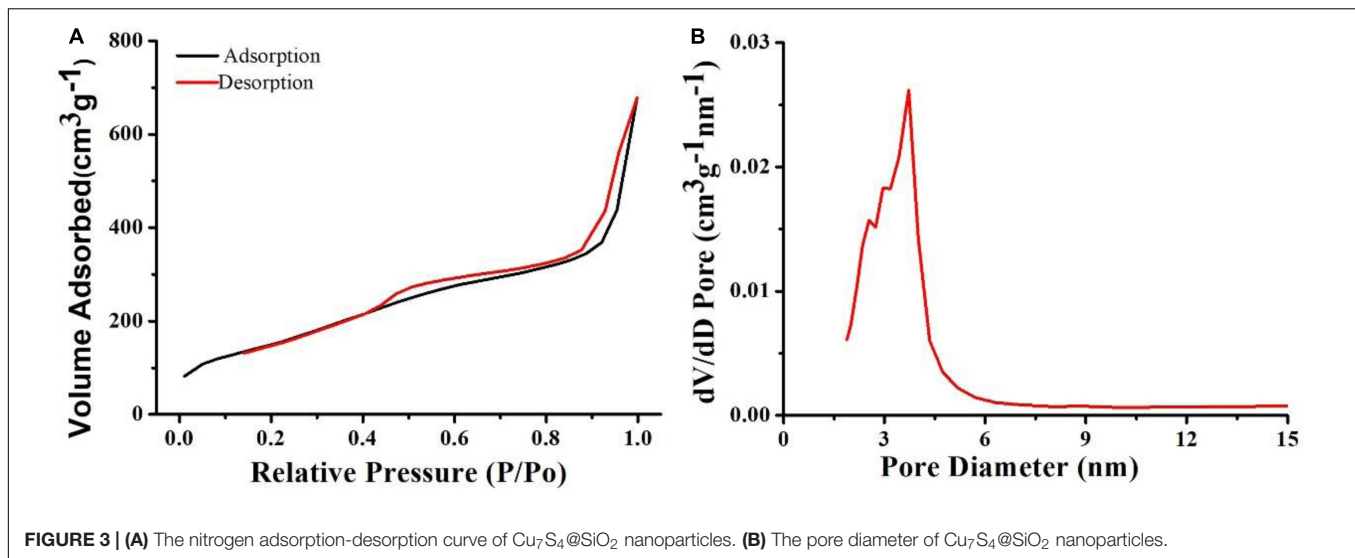 A
800
600
400
200
0
Adsorption
Desorption
Volume Adsorbed(cm³g⁻¹)
0.0 0.2 0.4 0.6 0.8 1.0
Relative Pressure (P/Po)
B
0.03
0.02
0.01
0.00
dV/dD Pore (cm³g⁻¹nm⁻¹)
0 3 6 9 12 15
Pore Diameter (nm)
FIGURE 3 | (A) The nitrogen adsorption-desorption curve of Cu₇S₄@SiO₂ nanoparticles. (B) The pore diameter of Cu₇S₄@SiO₂ nanoparticles.